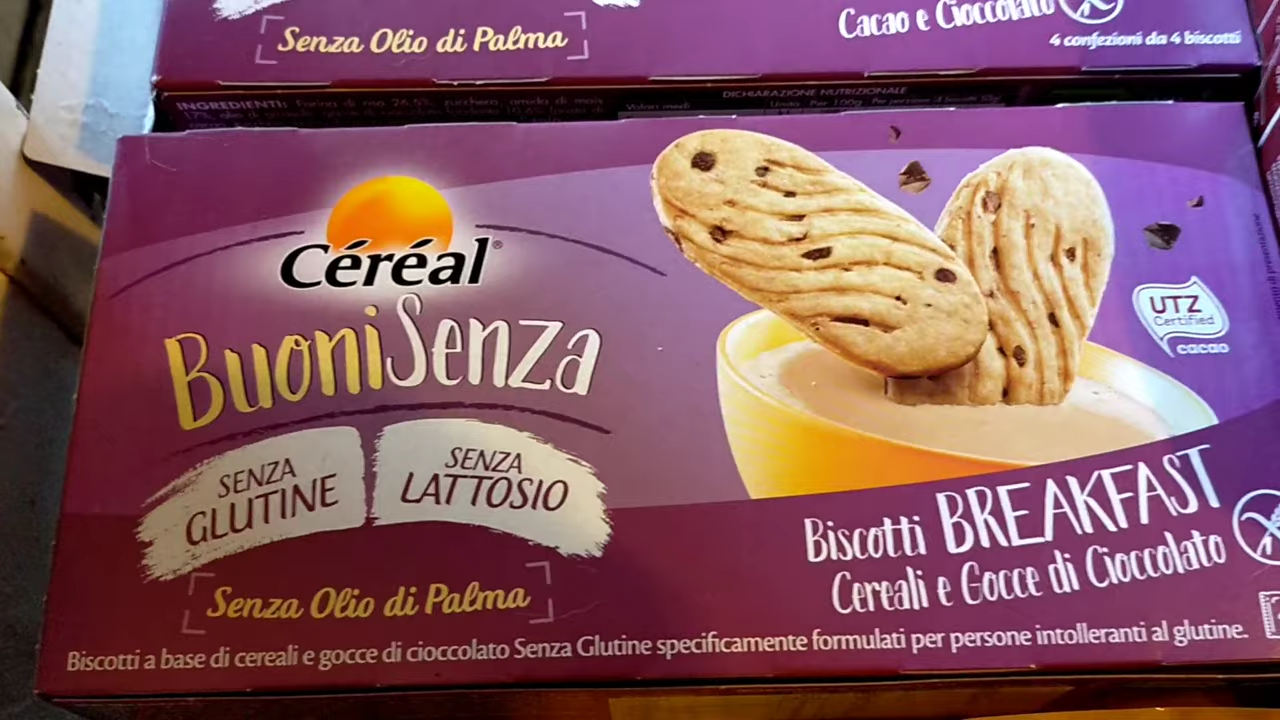 Senza Olio di Palma
Cacao e Cioccolato
4 confezioni da 4 biscotti
INGREDIENTI: Farina di riso 26,5%, zucchero, amido di mais
17%, olio di
DICHIARAZIONE NUTRIZIONALE
Valori medi
Per 100g Per porzione
Céréal®
BuoniSenza
SENZA GLUTINE
SENZA LATTOSIO
Senza Olio di Palma
UTZ
Certified
cacao
Biscotti BREAKFAST
Cereali e Gocce di Cioccolato
Biscotti a base di cereali e gocce di cioccolato Senza Glutine specificamente formulati per persone intolleranti al glutine.